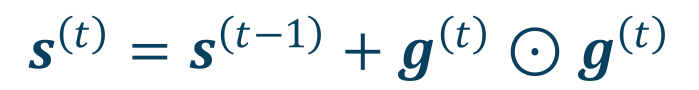 s^(t) = s^(t−1) + g^(t) ⊙ g^(t)